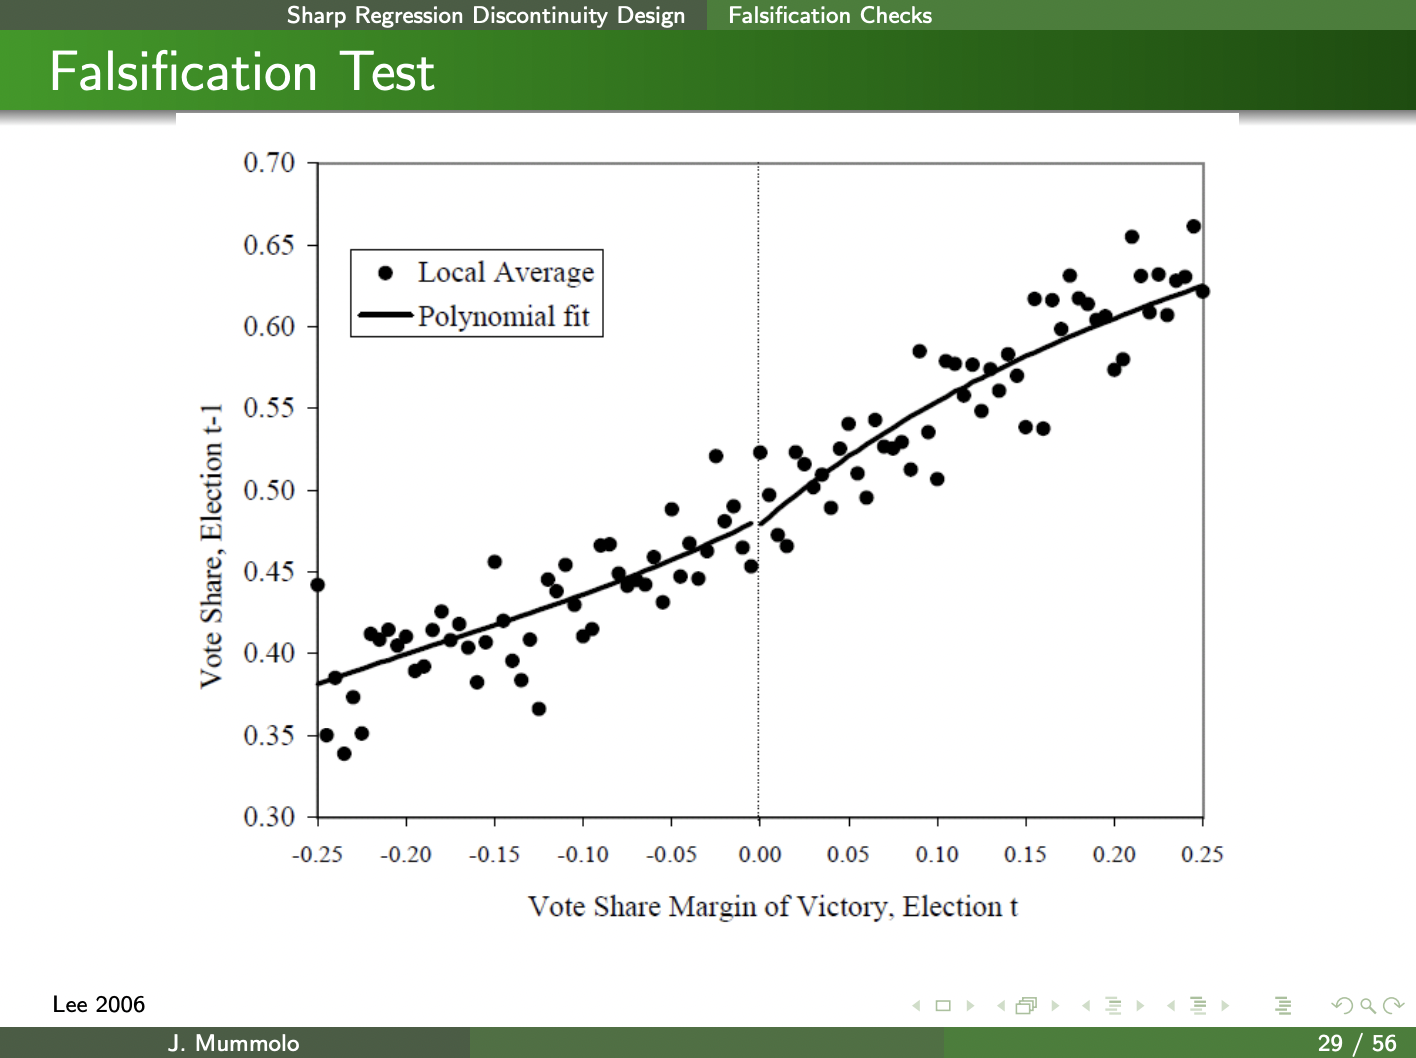 Sharp Regression Discontinuity Design Falsification Checks
Falsification Test
0.70
0.65
0.60
0.55
0.50
0.45
0.40
0.35
0.30
Vote Share, Election t-1
Local Average
Polynomial fit
-0.25 -0.20 -0.15 -0.10 -0.05 0.00 0.05 0.10 0.15 0.20 0.25
Vote Share Margin of Victory, Election t
Lee 2006
J. Mummolo 29 / 56